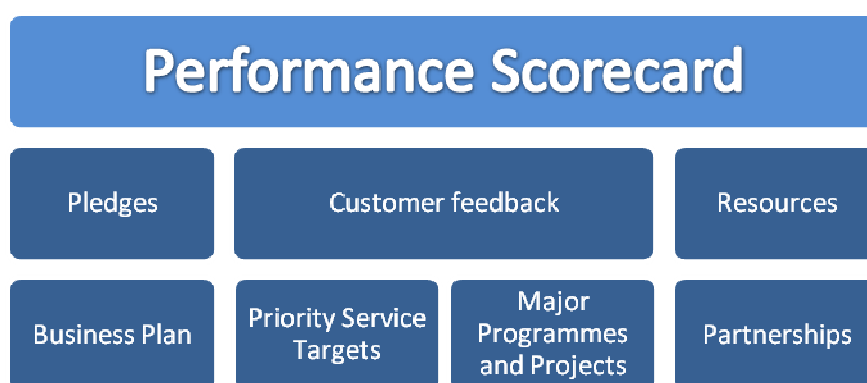 Performance Scorecard
Pledges
Customer feedback
Resources
Business Plan
Priority Service
Targets
Major
Programmes
and Projects
Partnerships